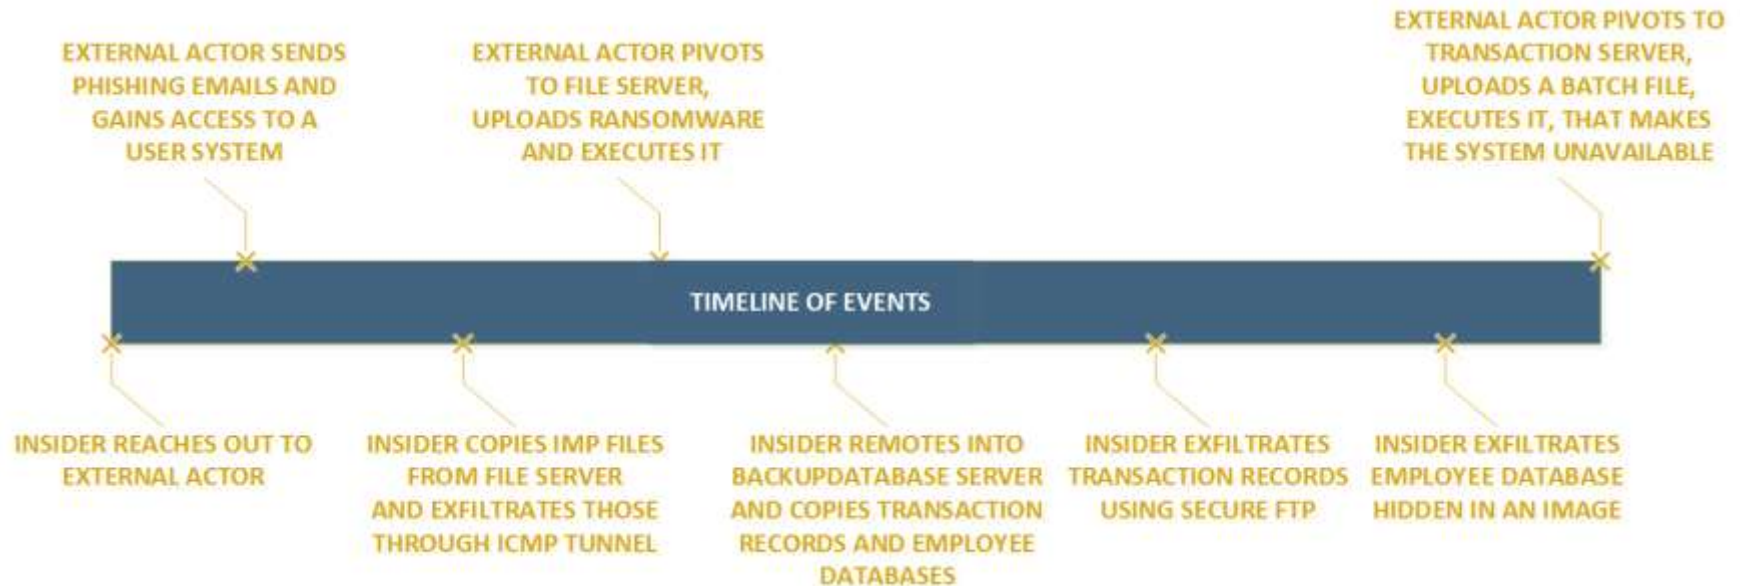 EXTERNAL ACTOR SENDS
PHISHING EMAILS AND
GAINS ACCESS TO A
USER SYSTEM
EXTERNAL ACTOR PIVOTS
TO FILE SERVER,
UPLOADS RANSOMWARE
AND EXECUTES IT
EXTERNAL ACTOR PIVOTS TO
TRANSACTION SERVER,
UPLOADS A BATCH FILE,
EXECUTES IT, THAT MAKES
THE SYSTEM UNAVAILABLE
TIMELINE OF EVENTS
INSIDER REACHES OUT TO
EXTERNAL ACTOR
INSIDER COPIES IMP FILES
FROM FILE SERVER
AND EXFILTRATES THOSE
THROUGH ICMP TUNNEL
INSIDER REMOTES INTO
BACKUPDATABASE SERVER
AND COPIES TRANSACTION
RECORDS AND EMPLOYEE
DATABASES
INSIDER EXFILTRATES
TRANSACTION RECORDS
USING SECURE FTP
INSIDER EXFILTRATES
EMPLOYEE DATABASE
HIDDEN IN AN IMAGE